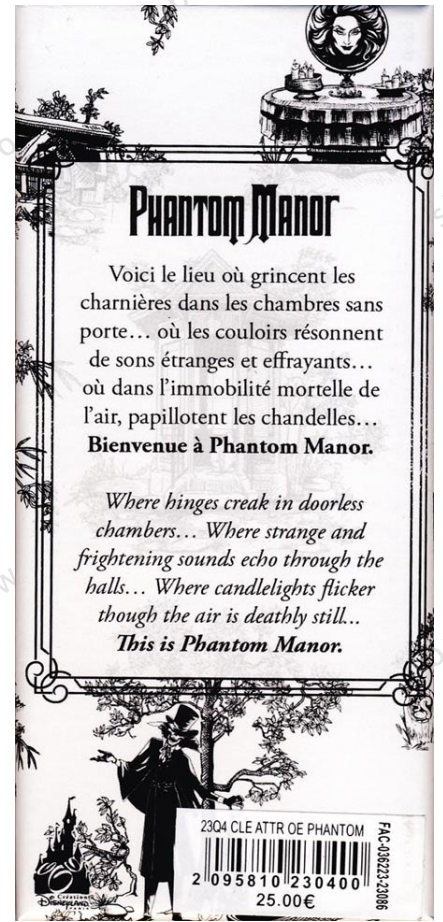 PHANTOM MANOR
Voici le lieu où grincent les
charnières dans les chambres sans
porte... où les couloirs résonnent
de sons étranges et effrayants...
où dans l'immobilité mortelle de
l'air, papillotent les chandelles...
Bienvenue à Phantom Manor.
Where hinges creak in doorless
chambers... Where strange and
frightening sounds echo through the
halls... Where candlelights flicker
though the air is deathly still...
This is Phantom Manor.
Création
DISNEYLAND
23Q4 CLE ATTR OE PHANTOM
2 095810 230400
25.00€
FAC-036223-23086